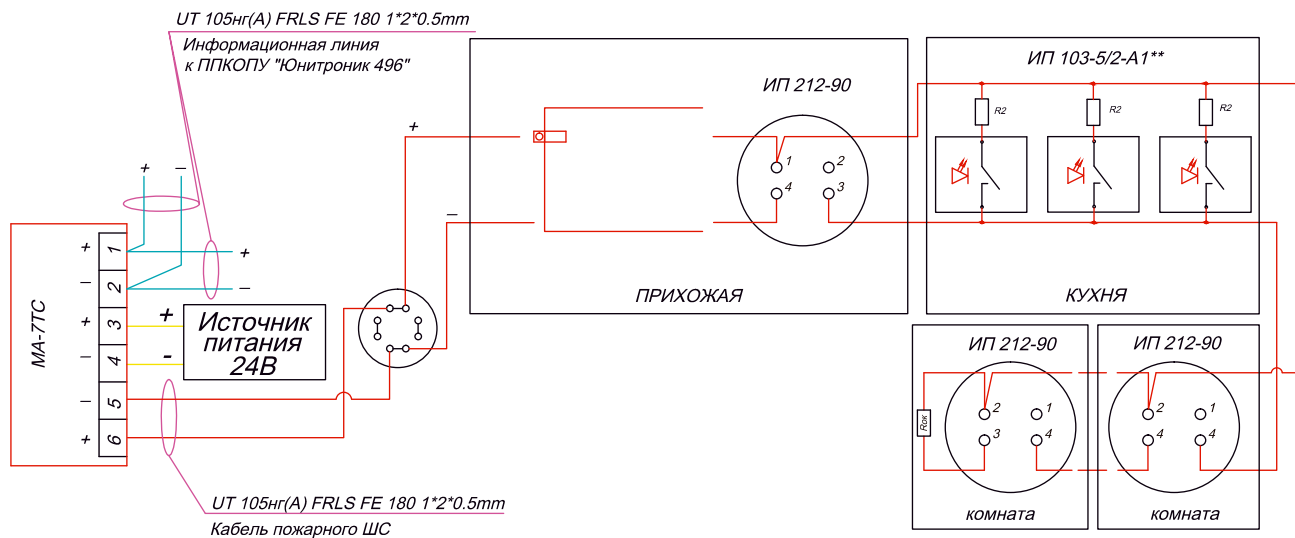 UT 105нг(А) FRLS FE 180 1*2*0.5mm
Информационная линия
к ППКОПУ "Юнитроник 496"
ИП 212-90
ИП 103-5/2-А1**
R2
R2
R2
+
1
2
4
3
−
+
−
МА-7ТС
+
1
+
−
2
−
+
3
+
−
4
-
−
5
+
6
Источник
питания
24В
ПРИХОЖАЯ
КУХНЯ
ИП 212-90
ИП 212-90
2
1
3
4
Rок
2
1
4
4
комната
комната
UT 105нг(А) FRLS FE 180 1*2*0.5mm
Кабель пожарного ШС